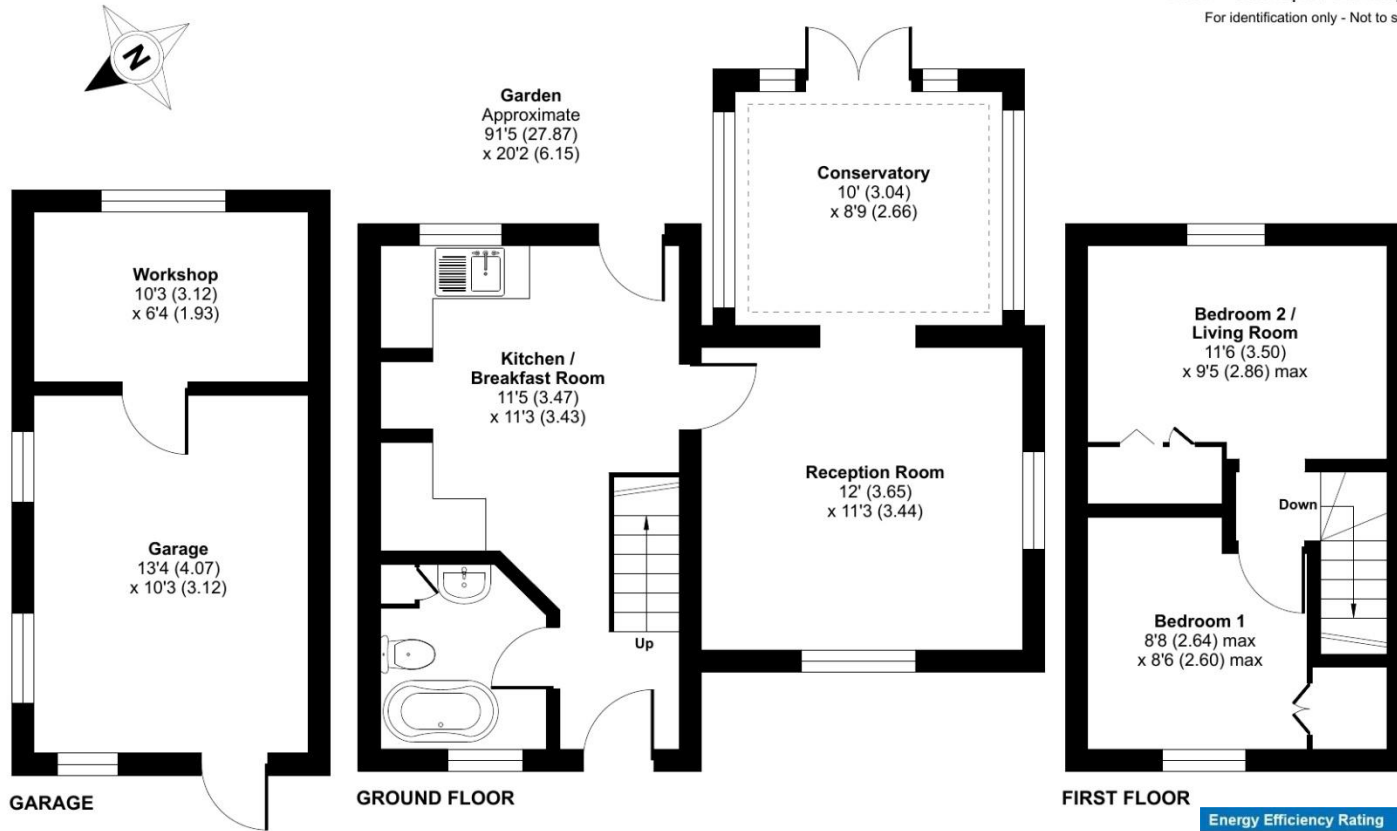 For identification only - Not to s
N
Garden
Approximate
91'5 (27.87)
x 20'2 (6.15)
Conservatory
10' (3.04)
x 8'9 (2.66)
Workshop
10'3 (3.12)
x 6'4 (1.93)
Kitchen /
Breakfast Room
11'5 (3.47)
x 11'3 (3.43)
Bedroom 2 /
Living Room
11'6 (3.50)
x 9'5 (2.86) max
Reception Room
12' (3.65)
x 11'3 (3.44)
Down
Garage
13'4 (4.07)
x 10'3 (3.12)
Up
Bedroom 1
8'8 (2.64) max
x 8'6 (2.60) max
GARAGE
GROUND FLOOR
FIRST FLOOR
Energy Efficiency Rating